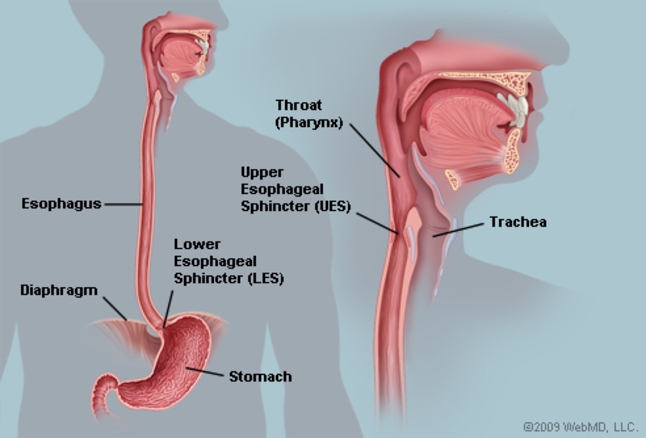 Throat
(Pharynx)
Upper
Esophageal
Sphincter (UES)
Esophagus
Trachea
Lower
Esophageal
Sphincter (LES)
Diaphragm
Stomach
©2009 WebMD, LLC.